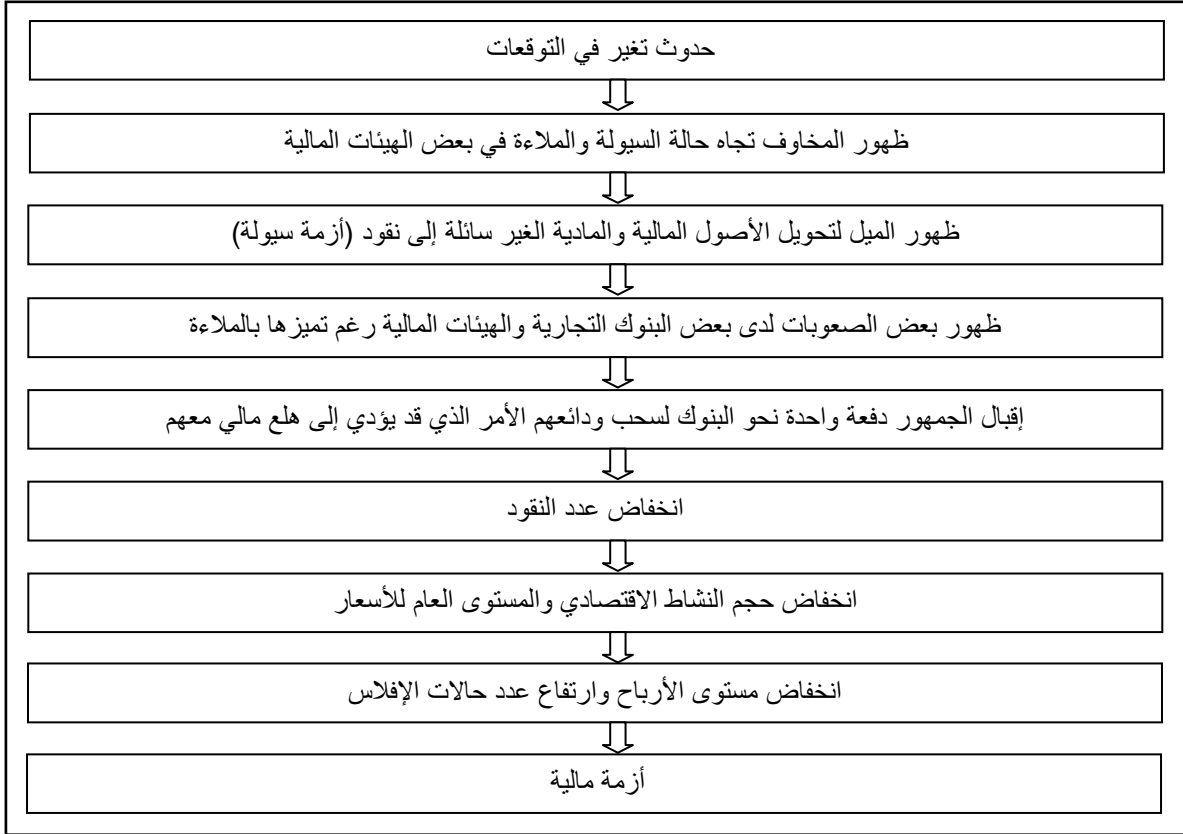 حدوث تغير في التوقعات
ظهور المخاوف تجاه حالة السيولة والملاءة في بعض الهيئات المالية
ظهور الميل لتحويل الأصول المالية والمادية الغير سائلة إلى نقود (أزمة سيولة)
ظهور بعض الصعوبات لدى بعض البنوك التجارية والهيئات المالية رغم تميزها بالملاءة
إقبال الجمهور دفعة واحدة نحو البنوك لسحب ودائعهم الأمر الذي قد يؤدي إلى هلع مالي معهم
انخفاض عدد النقود
انخفاض حجم النشاط الاقتصادي والمستوى العام للأسعار
انخفاض مستوى الأرباح وارتفاع عدد حالات الإفلاس
أزمة مالية